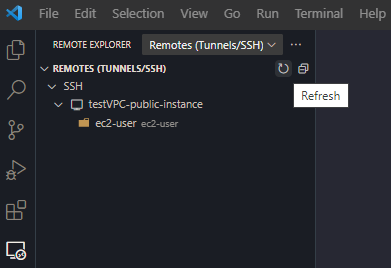 File Edit Selection View Go Run Terminal Help
REMOTE EXPLORER Remotes (Tunnels/SSH)
REMOTES (TUNNELS/SSH)
Refresh
SSH
testVPC-public-instance
ec2-user ec2-user